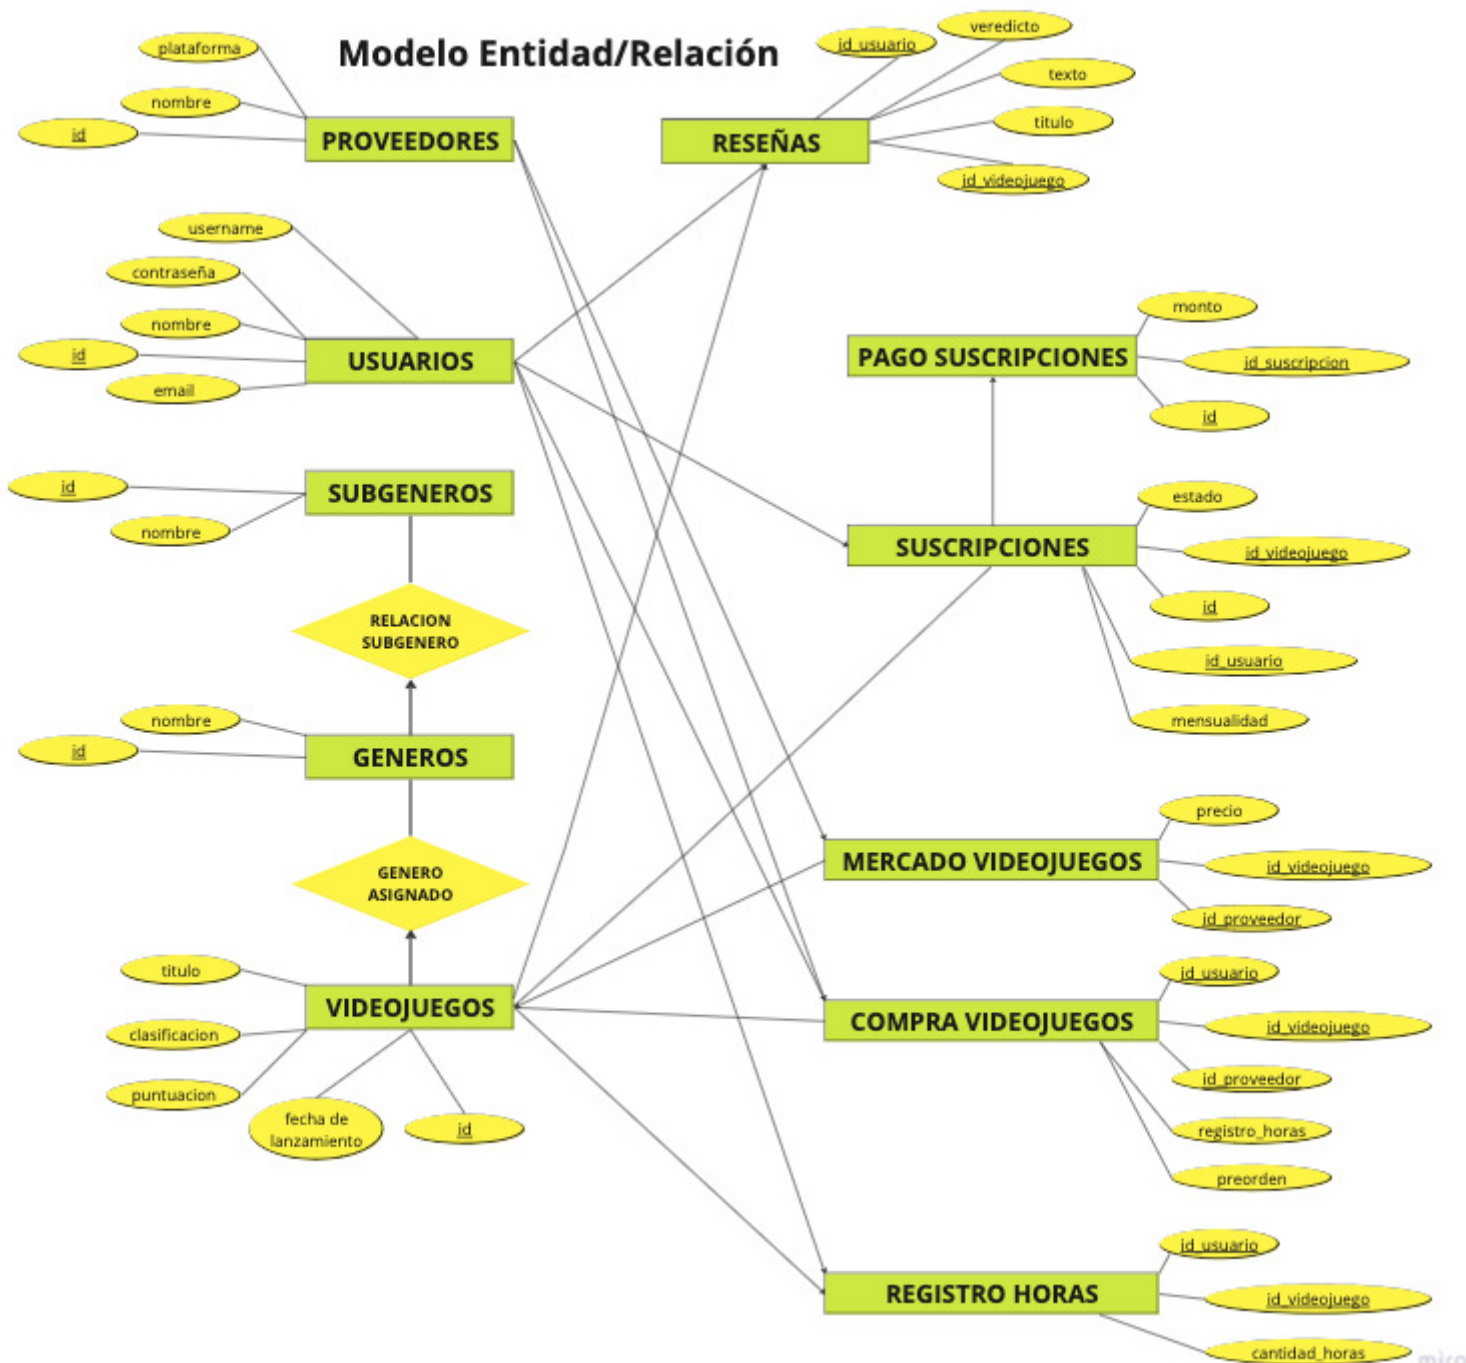 Modelo Entidad/Relación
plataforma
nombre
id
PROVEEDORES
id_usuario
veredicto
texto
titulo
id_videojuego
RESEÑAS
username
contraseña
nombre
id
email
USUARIOS
monto
id_suscripcion
id
PAGO SUSCRIPCIONES
id
nombre
SUBGENEROS
RELACION
SUBGENERO
estado
id_videojuego
id
id_usuario
mensualidad
SUSCRIPCIONES
nombre
id
GENEROS
GENERO
ASIGNADO
precio
id_videojuego
id_proveedor
MERCADO VIDEOJUEGOS
titulo
clasificacion
puntuacion
fecha de
lanzamiento
id
VIDEOJUEGOS
id_usuario
id_videojuego
id_proveedor
registro_horas
preorden
COMPRA VIDEOJUEGOS
id_usuario
id_videojuego
cantidad_horas
REGISTRO HORAS